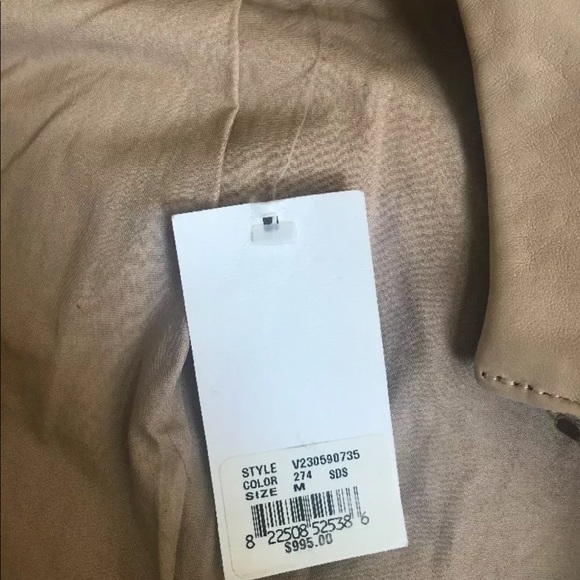 STYLE V230590735
COLOR 274 SDS
SIZE M
8 22508 52538 6
$995.00